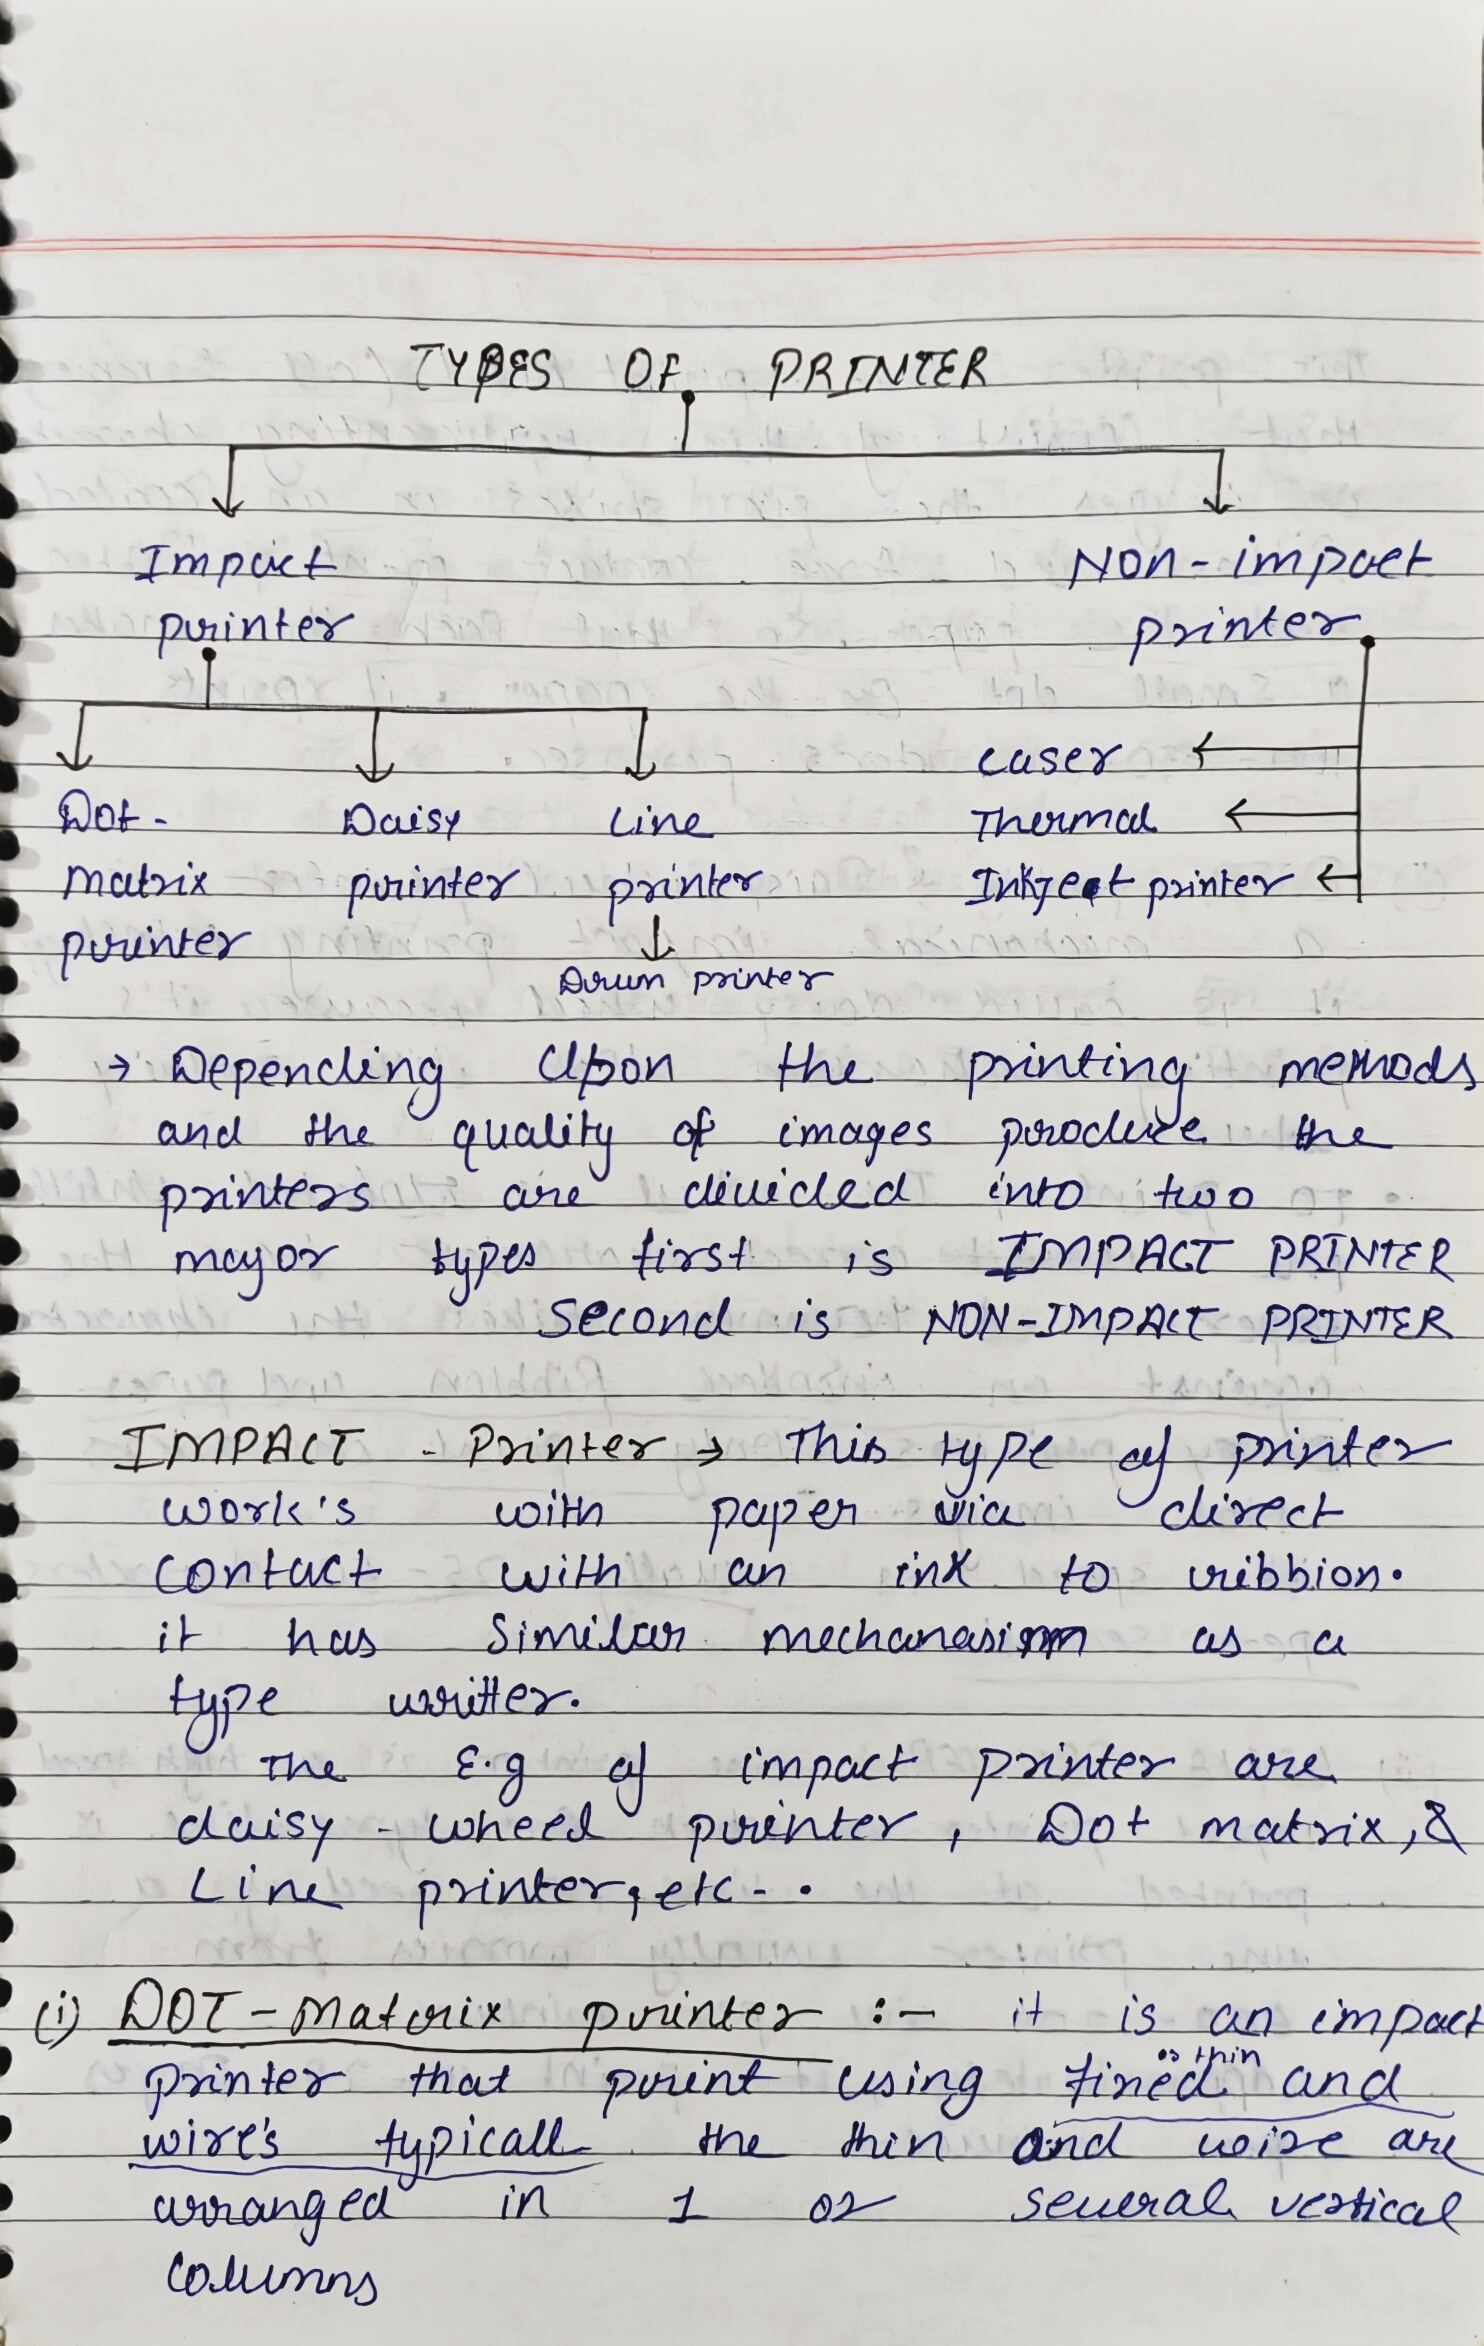 TYPES OF PRINTER
Impact Non-impact
printer printer
Laser
Thermal
Dot- Daisy Line
matrix printer printer Inkject printer
printer
Drum printer
→ Depending Upon the printing methods
and the quality of images produce the
printers are divided into two
major types first is IMPACT PRINTER
Second is NON-IMPACT PRINTER
IMPACT - Printer → This type of printer
work's with paper via direct
contact with an ink to ribbion.
it has similar mechanasism as a
type writter.
The E.g of impact printer are
daisy - wheel printer, Dot matrix, &
Line printer, etc - .
(i) DOT - Matrix printer :- it is an impact
or thin
printer that print using fixed and
wire's typicall the thin and wire are
arranged in 1 or several vertical
columns